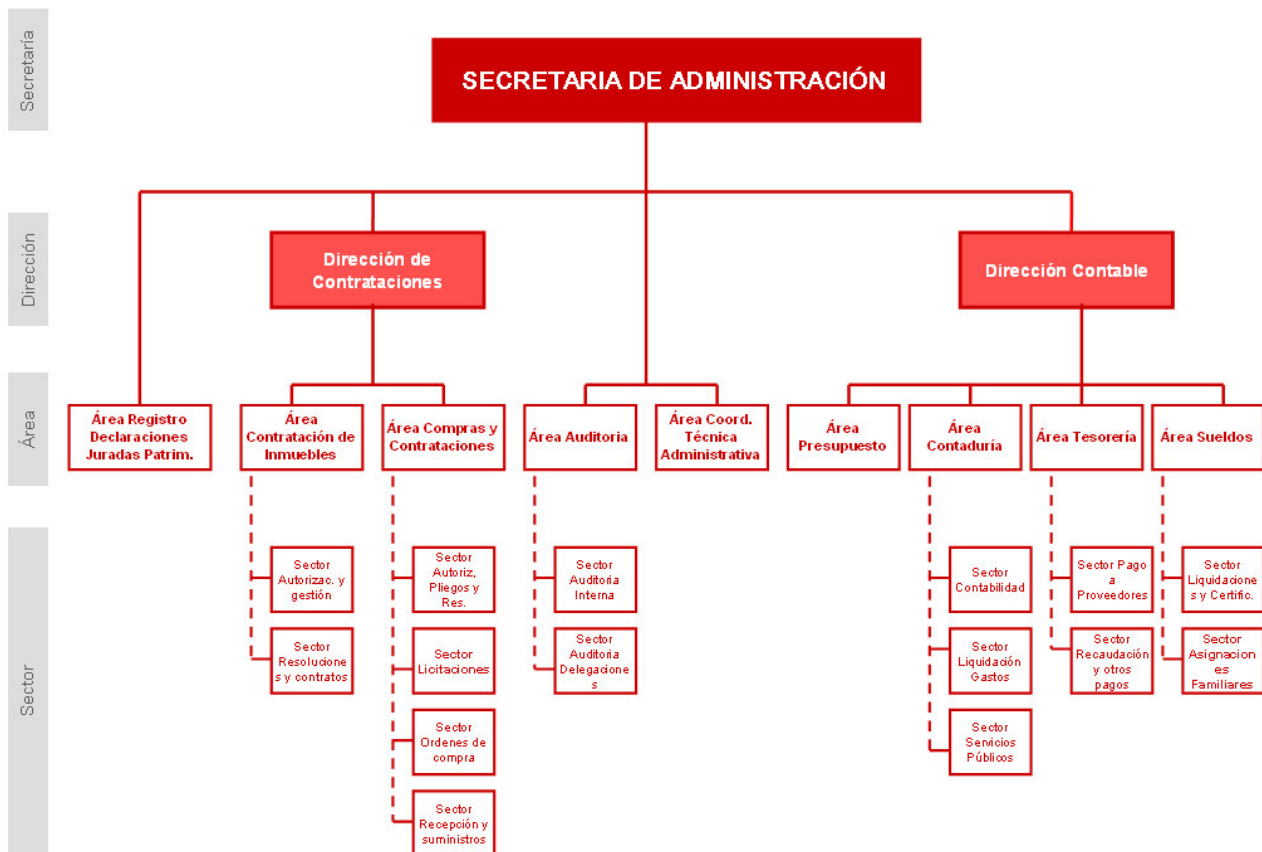 Secretaría
SECRETARIA DE ADMINISTRACIÓN
Dirección
Dirección de
Contrataciones
Dirección Contable
Área
Área Registro
Declaraciones
Juradas Patrim.
Área
Contratación de
Inmuebles
Área Compras y
Contrataciones
Área Auditoria
Área Coord.
Técnica
Administrativa
Área
Presupuesto
Área
Contaduría
Área Tesorería
Área Sueldos
Sector
Sector
Autorizac. y
gestión
Sector
Autoriz,
Pliegos y
Res.
Sector
Auditoria
Interna
Sector
Contabilidad
Sector Pago
a
Proveedores
Sector
Liquidacione
s y Certific.
Sector
Resolucione
s y contratos
Sector
Licitaciones
Sector
Auditoria
Delegacione
s
Sector
Liquidación
Gastos
Sector
Recaudación
y otros
pagos
Sector
Asignacion
es
Familiares
Sector
Ordenes de
compra
Sector
Servicios
Públicos
Sector
Recepción y
suministros